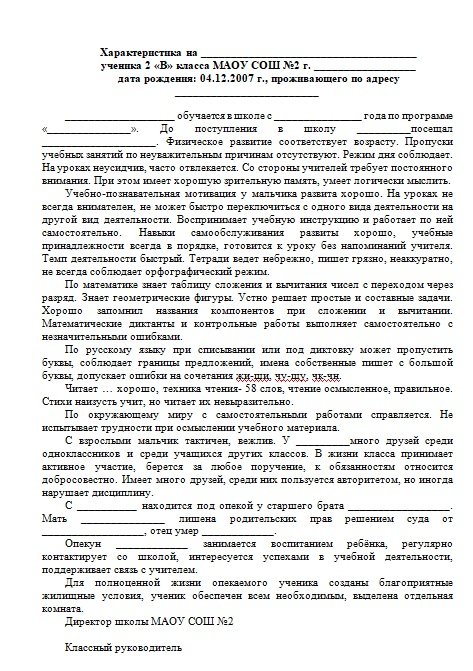 Характеристика на ___________________________________
ученика 2 «В» класса МАОУ СОШ №2 г. _________________
дата рождения: 04.12.2007 г., проживающего по адресу
________________________
____________________ обучается в школе с ________________ года по программе
«______________». До поступления в школу _________посещал
___________________. Физическое развитие соответствует возрасту. Пропуски
учебных занятий по неуважительным причинам отсутствуют. Режим дня соблюдает.
На уроках неусидчив, часто отвлекается. Со стороны учителей требует постоянного
внимания. При этом имеет хорошую зрительную память, умеет логически мыслить.
Учебно-познавательная мотивация у мальчика развита хорошо. На уроках не
всегда внимателен, не может быстро переключиться с одного вида деятельности на
другой вид деятельности. Воспринимает учебную инструкцию и работает по ней
самостоятельно. Навыки самообслуживания развиты хорошо, учебные
принадлежности всегда в порядке, готовится к уроку без напоминаний учителя.
Темп деятельности быстрый. Тетради ведет небрежно, пишет грязно, неаккуратно,
не всегда соблюдает орфографический режим.
По математике знает таблицу сложения и вычитания чисел с переходом через
разряд. Знает геометрические фигуры. Устно решает простые и составные задачи.
Хорошо запомнил названия компонентов при сложении и вычитании.
Математические диктанты и контрольные работы выполняет самостоятельно с
незначительными ошибками.
По русскому языку при списывании или под диктовку может пропустить
буквы, соблюдает границы предложений, имена собственные пишет с большой
буквы, допускает ошибки на сочетания жи-ши, чу-щу, чк-чн.
Читает … хорошо, техника чтения- 58 слов, чтение осмысленное, правильное.
Стихи наизусть учит, но читает их невыразительно.
По окружающему миру с самостоятельными работами справляется. Не
испытывает трудности при осмыслении учебного материала.
С взрослыми мальчик тактичен, вежлив. У _________много друзей среди
одноклассников и среди учащихся других классов. В жизни класса принимает
активное участие, берется за любое поручение, к обязанностям относится
добросовестно. Имеет много друзей, среди них пользуется авторитетом, но иногда
нарушает дисциплину.
С __________ находится под опекой у старшего брата _________________.
Мать ______________ лишена родительских прав решением суда от
_________________, отец умер ____________.
Опекун ____________ занимается воспитанием ребёнка, регулярно
контактирует со школой, интересуется успехами в учебной деятельности,
поддерживает связь с учителем.
Для полноценной жизни опекаемого ученика созданы благоприятные
жилищные условия, ученик обеспечен всем необходимым, выделена отдельная
комната.
Директор школы МАОУ СОШ №2
Классный руководитель